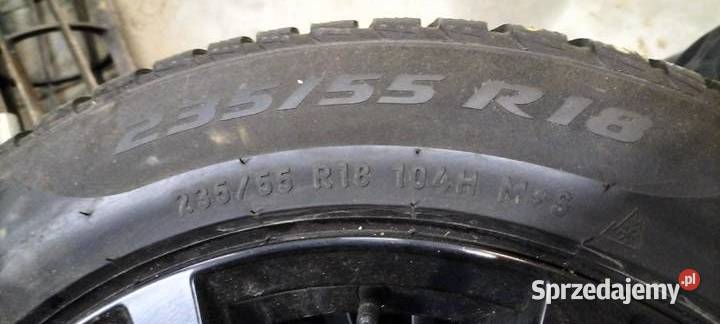 235/55 R18
235/55 R18 104H M+S
Sprzedajemy.pl